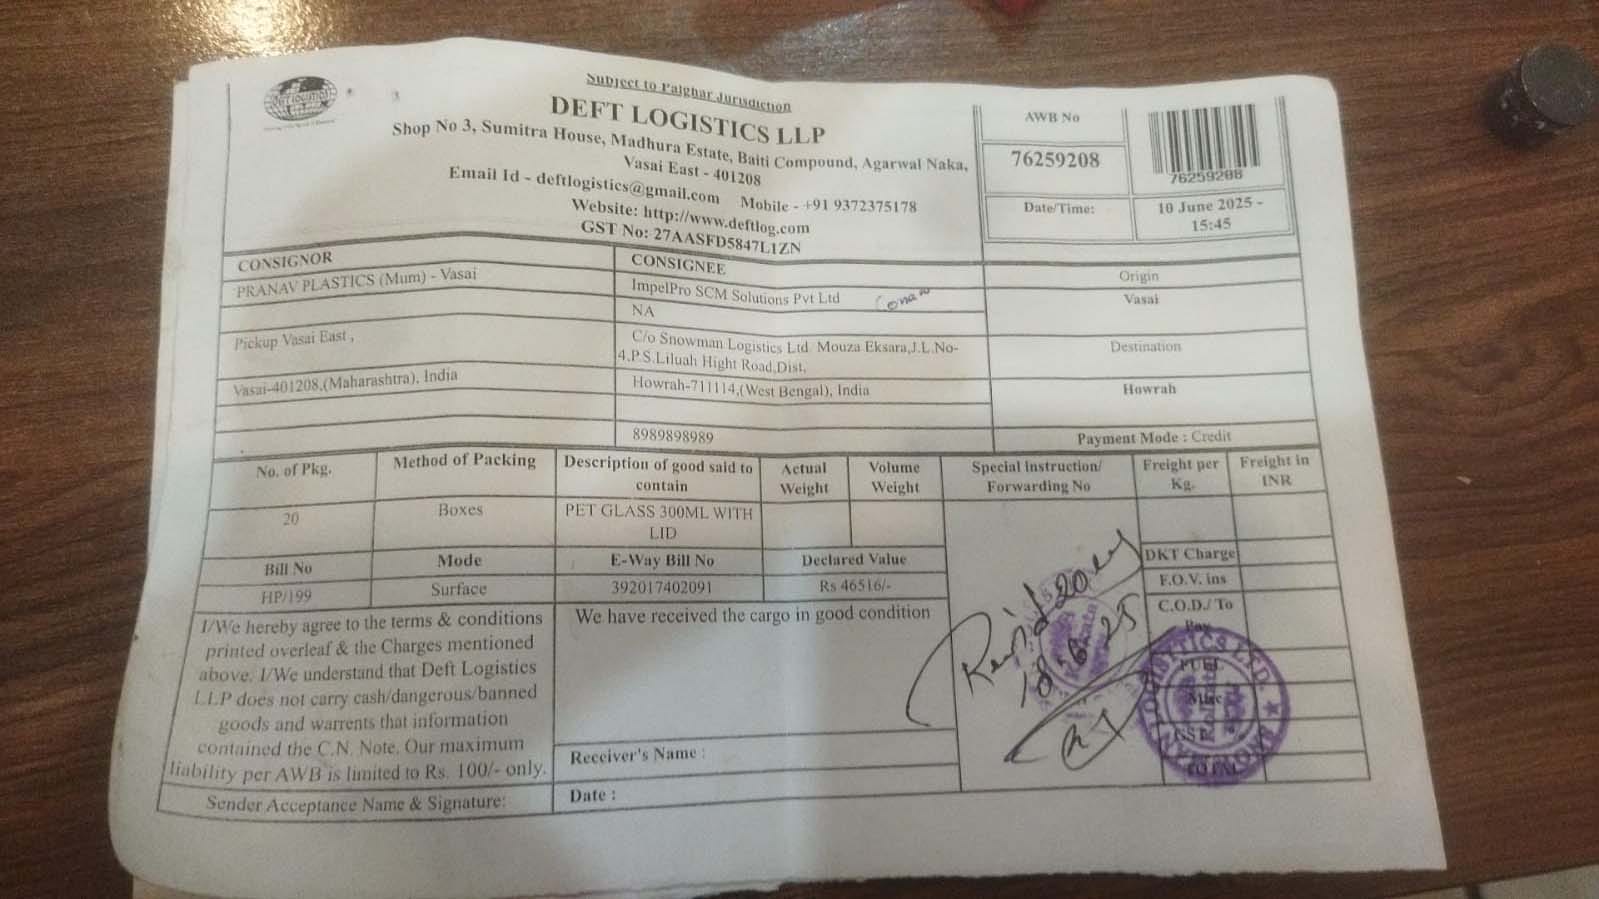 Subject to Palghar Jurisdiction
DEFT LOGISTICS LLP
Shop No 3, Sumitra House, Madhura Estate, Baiti Compound, Agarwal Naka,
Vasai East - 401208
Email Id - deftlogistics@gmail.com Mobile - +91 9372375178
Website: http://www.deftlog.com
GST No: 27AASFD5847L1ZN
AWB No
76259208
76259208
Date/Time:
10 June 2025 -
15:45
CONSIGNOR
PRANAV PLASTICS (Mum) - Vasai
Pickup Vasai East ,
Vasai-401208,(Maharashtra), India
CONSIGNEE
ImpelPro SCM Solutions Pvt Ltd
NA
C/o Snowman Logistics Ltd Mouza Eksara,J.L.No-
4,P.S.Liluah Hight Road,Dist,
Howrah-711114,(West Bengal), India
8989898989
Origin
Vasai
Destination
Howrah
Payment Mode : Credit
No. of Pkg.
Method of Packing
Description of good said to
contain
Actual
Weight
Volume
Weight
Special Instruction/
Forwarding No
Freight per
Kg.
Freight in
INR
20
Boxes
PET GLASS 300ML WITH
LID
Bill No
Mode
E-Way Bill No
Declared Value
HP/199
Surface
392017402091
Rs 46516/-
DKT Charge
F.O.V. ins
C.O.D./ To
Pay
FUEL
Misc
GST
TOTAL
I/We hereby agree to the terms & conditions
printed overleaf & the Charges mentioned
above. I/We understand that Deft Logistics
LLP does not carry cash/dangerous/banned
goods and warrents that information
contained the C.N. Note. Our maximum
liability per AWB is limited to Rs. 100/- only.
Sender Acceptance Name & Signature:
We have received the cargo in good condition
Receiver's Name :
Date :
20
18-6-25